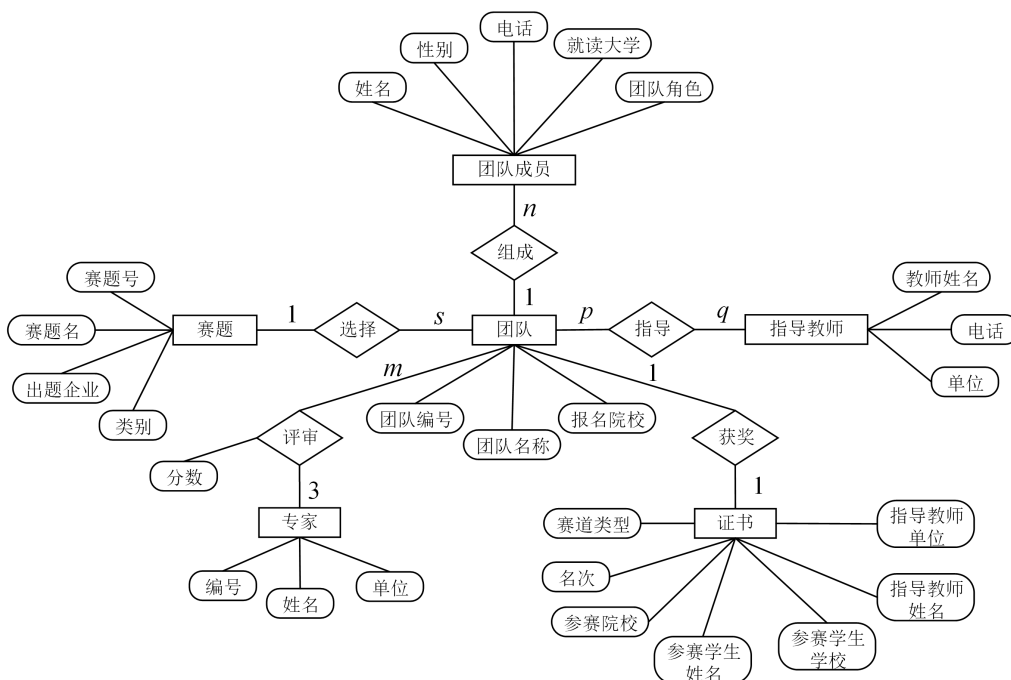 电话
性别
就读大学
姓名
团队角色
团队成员
n
组成
1
赛题号
赛题名
出题企业
类别
赛题
1
选择
s
团队
p
指导
q
指导教师
教师姓名
电话
单位
m
团队编号
团队名称
报名院校
1
评审
分数
3
专家
编号
姓名
单位
获奖
1
证书
赛道类型
名次
参赛院校
参赛学生
姓名
参赛学生
学校
指导教师
姓名
指导教师
单位